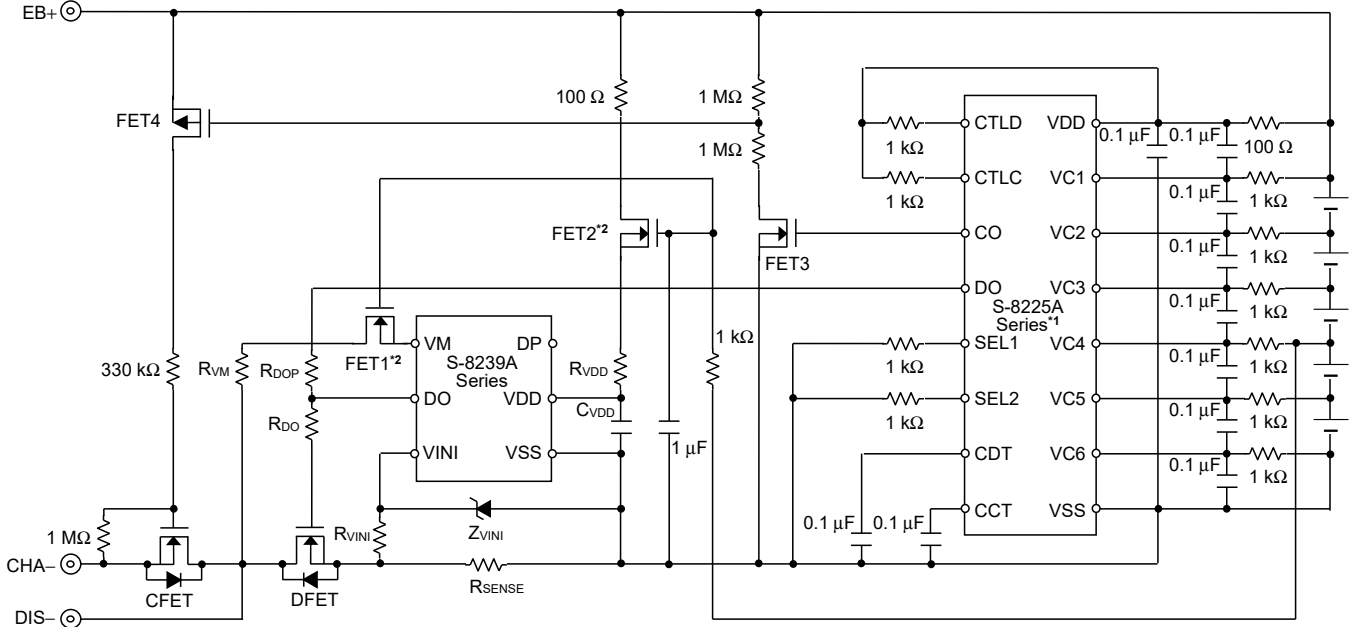 EB+
FET4
100 Ω
1 MΩ
1 MΩ
FET2*2
FET3
FET1*2
330 kΩ
RVM
RDOP
RDO
VM
DP
S-8239A
Series
DO
VDD
VINI
VSS
RVDD
CVDD
1 kΩ
1 μF
RVINI
ZVINI
RSENSE
1 MΩ
CHA−
CFET
DFET
DIS−
CTLD
VDD
1 kΩ
CTLC
VC1
1 kΩ
CO
VC2
DO
VC3
S-8225A
Series*1
SEL1
VC4
1 kΩ
SEL2
VC5
1 kΩ
CDT
VC6
CCT
VSS
0.1 μF
0.1 μF
0.1 μF
0.1 μF
100 Ω
0.1 μF
1 kΩ
0.1 μF
1 kΩ
0.1 μF
1 kΩ
0.1 μF
1 kΩ
0.1 μF
1 kΩ
0.1 μF
1 kΩ